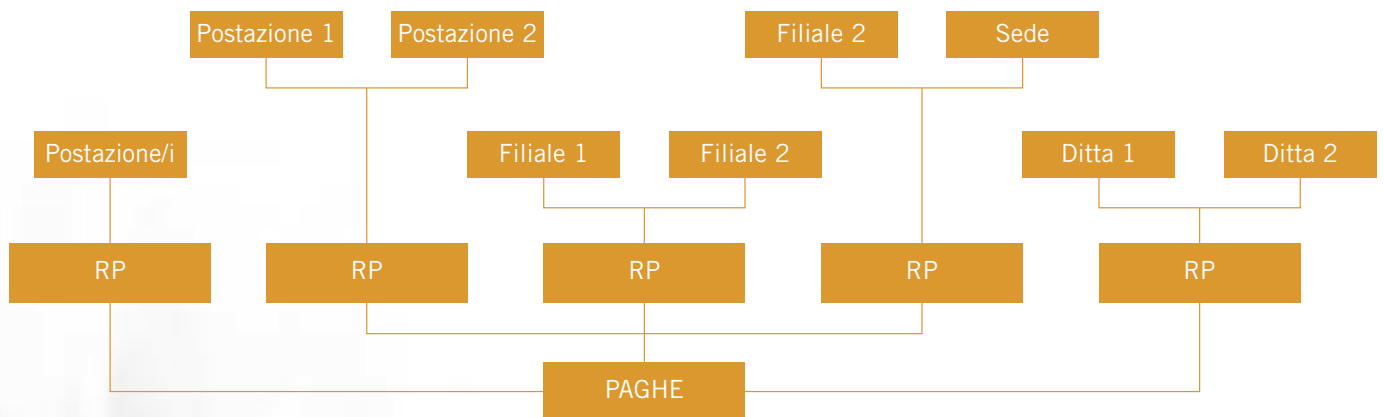 Postazione 1
Postazione 2
Filiale 2
Sede
Postazione/i
Filiale 1
Filiale 2
Ditta 1
Ditta 2
RP
RP
RP
RP
RP
PAGHE